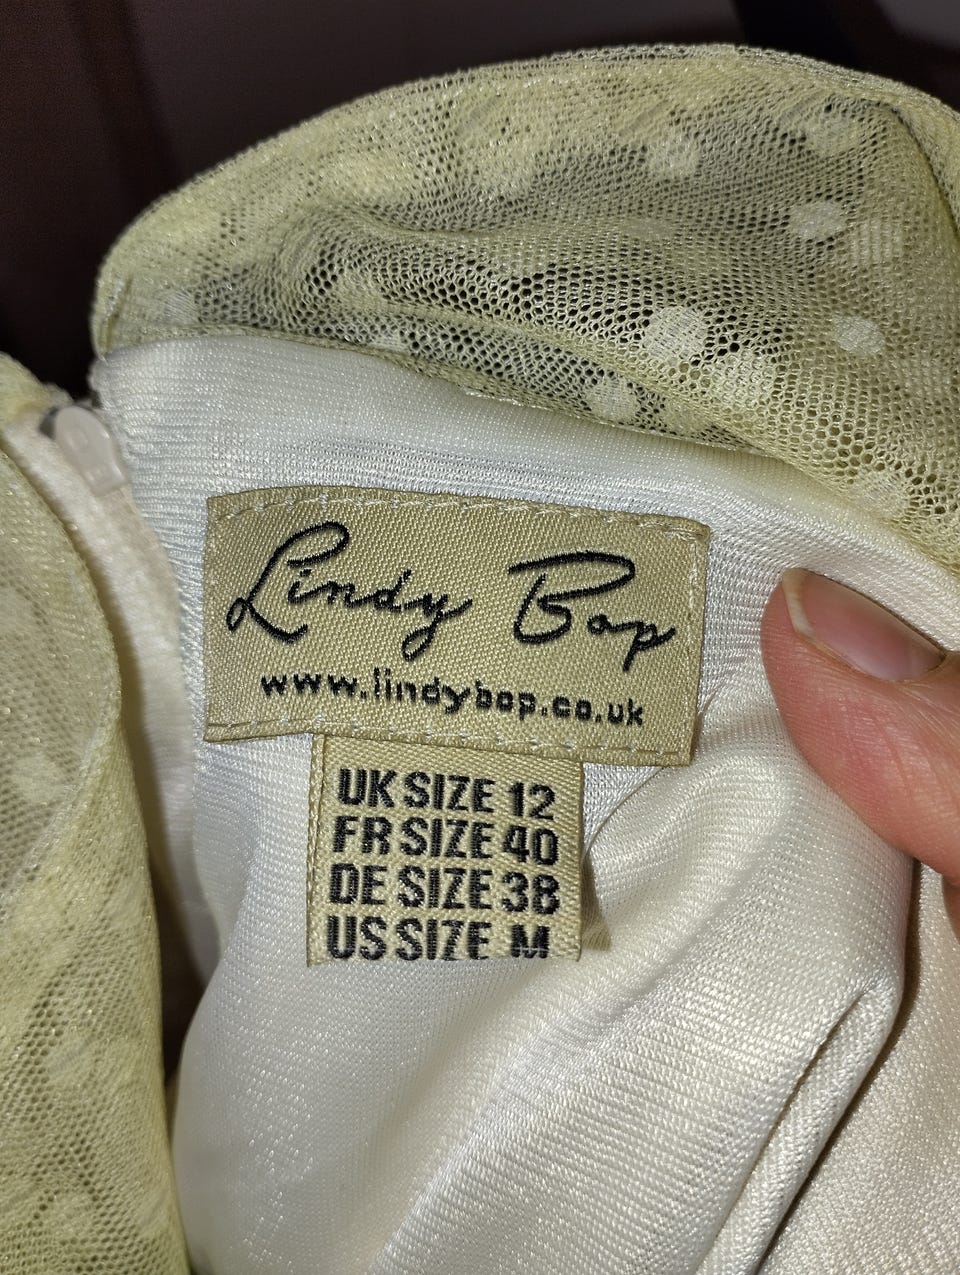 Lindy Bop
www.lindybop.co.uk
UK SIZE 12
FR SIZE 40
DE SIZE 38
US SIZE M